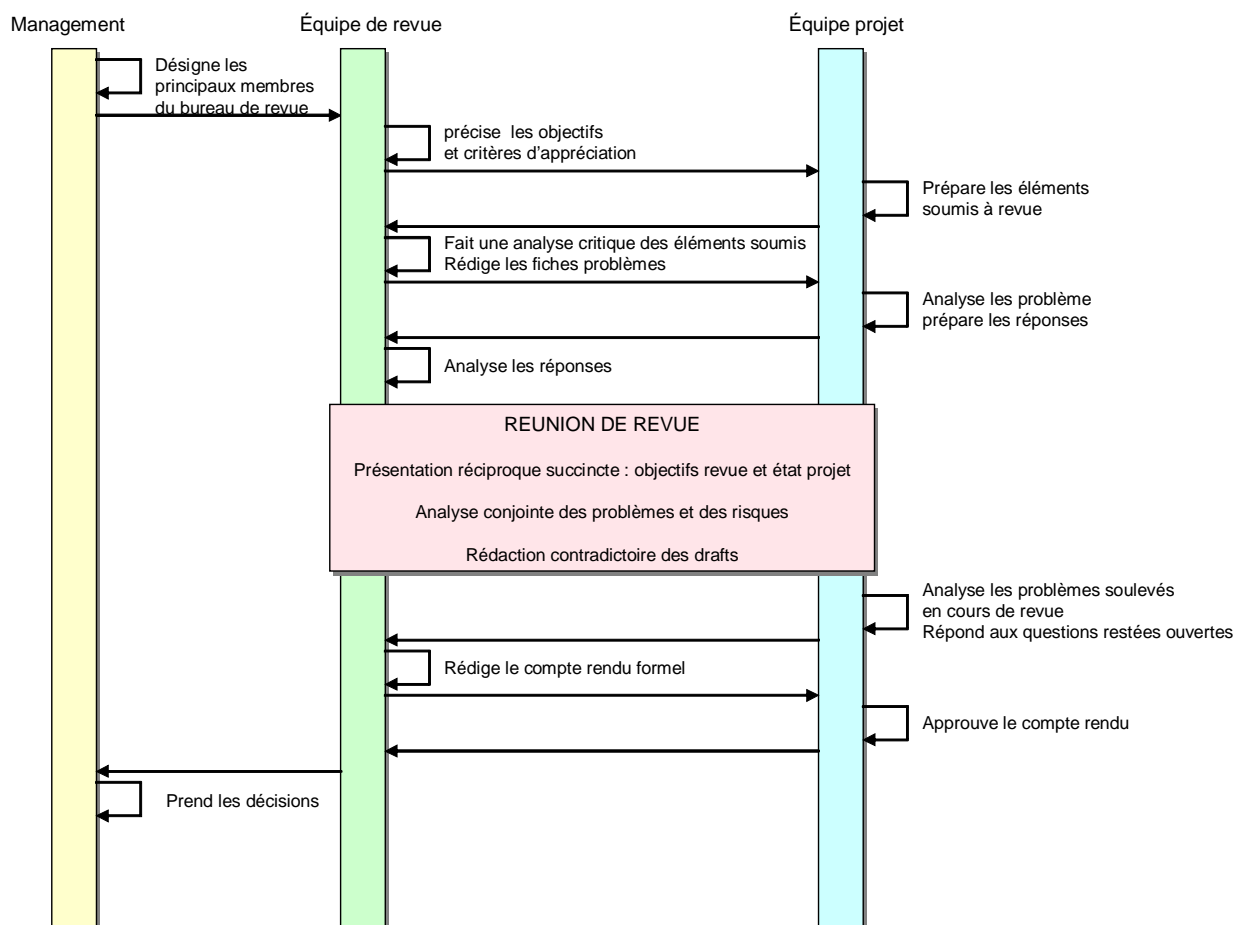 Management
Équipe de revue
Équipe projet
Désigne les
principaux membres
du bureau de revue
précise les objectifs
et critères d'appréciation
Prépare les éléments
soumis à revue
Fait une analyse critique des éléments soumis
Rédige les fiches problèmes
Analyse les problème
prépare les réponses
Analyse les réponses
REUNION DE REVUE
Présentation réciproque succincte : objectifs revue et état projet
Analyse conjointe des problèmes et des risques
Rédaction contradictoire des drafts
Analyse les problèmes soulevés
en cours de revue
Répond aux questions restées ouvertes
Rédige le compte rendu formel
Approuve le compte rendu
Prend les décisions